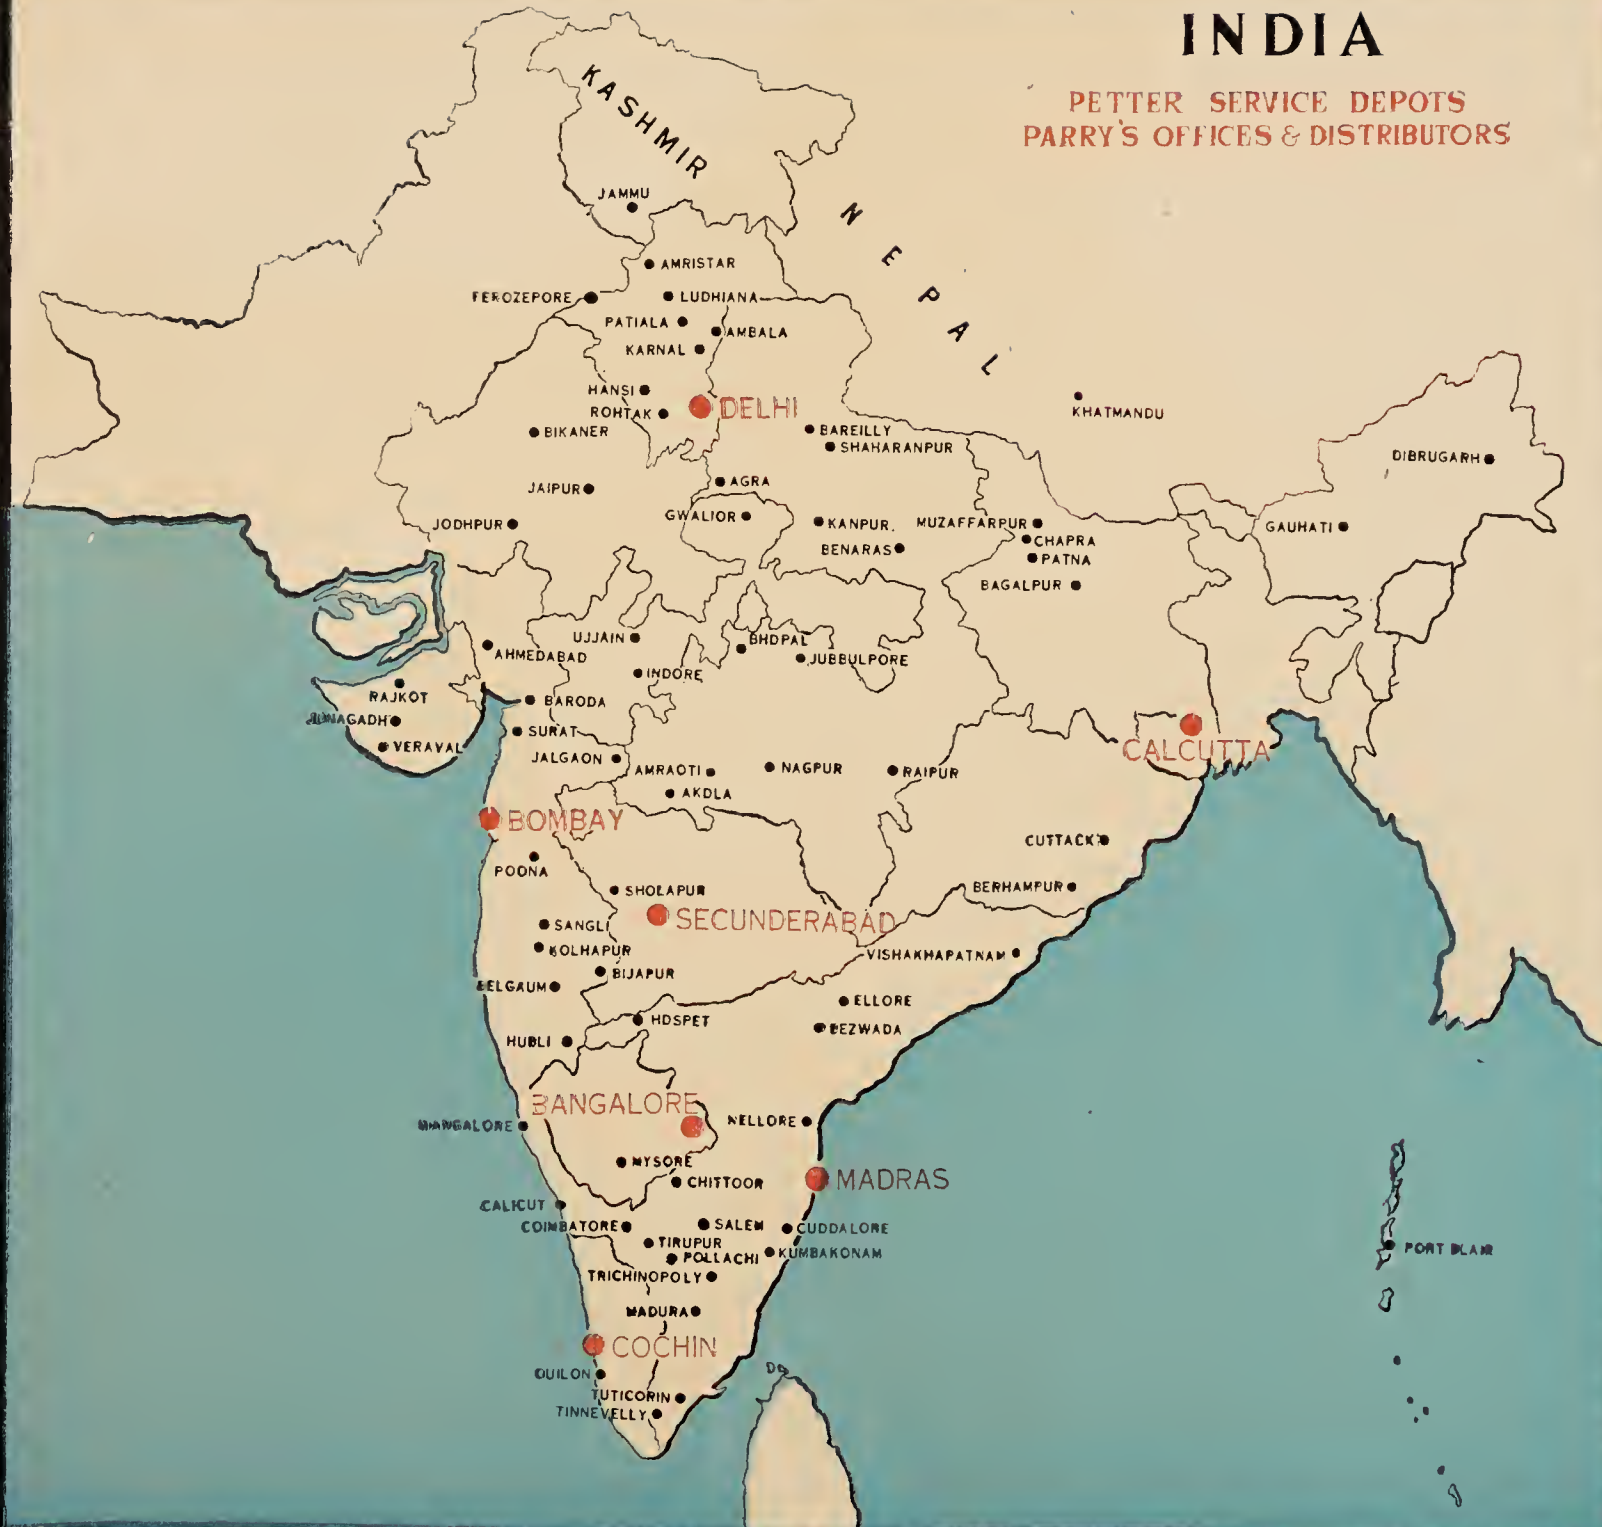 INDIA
PETTER SERVICE DEPOTS
PARRY'S OFFICES & DISTRIBUTORS
KASHMIR
JAMMU
NEPAL
AMRISTAR
FEROZEPORE
LUDHIANA
PATIALA
AMBALA
KARNAL
HANSI
DELHI
ROHTAK
KHATMANDU
BIKANER
BAREILLY
SHAHARANPUR
DIBRUGARH
AGRA
JAIPUR
GWALIOR
JODHPUR
KANPUR.
MUZAFFARPUR
GAUHATI
CHAPRA
BENARAS
PATNA
BAGALPUR
UJJAIN
BHDPAL
AHMEDABAD
JUBBULPORE
INDORE
RAJKOT
BARODA
JUNAGADH
SURAT
VERAVAL
CALCUTTA
JALGAON
AMRAOTI
NAGPUR
RAIPUR
AKDLA
BOMBAY
CUTTACK
PODNA
SHOLAPUR
BERHAMPUR
SECUNDERABAD
SANGLI
KOLHAPUR
VISHAKHAPATNAM
BIJAPUR
BELGAUM
ELLORE
HDSPET
BEZWADA
HUBLI
BANGALORE
MANGALORE
NELLORE
MYSORE
CHITTOOR
MADRAS
CALICUT
COIMBATORE
SALEM
CUDDALORE
TIRUPUR
POLLACHI
KUMBAKONAM
PORT BLAIR
TRICHINOPOLY
MADURA
COCHIN
QUILON
TUTICORIN
TINNEVELLY